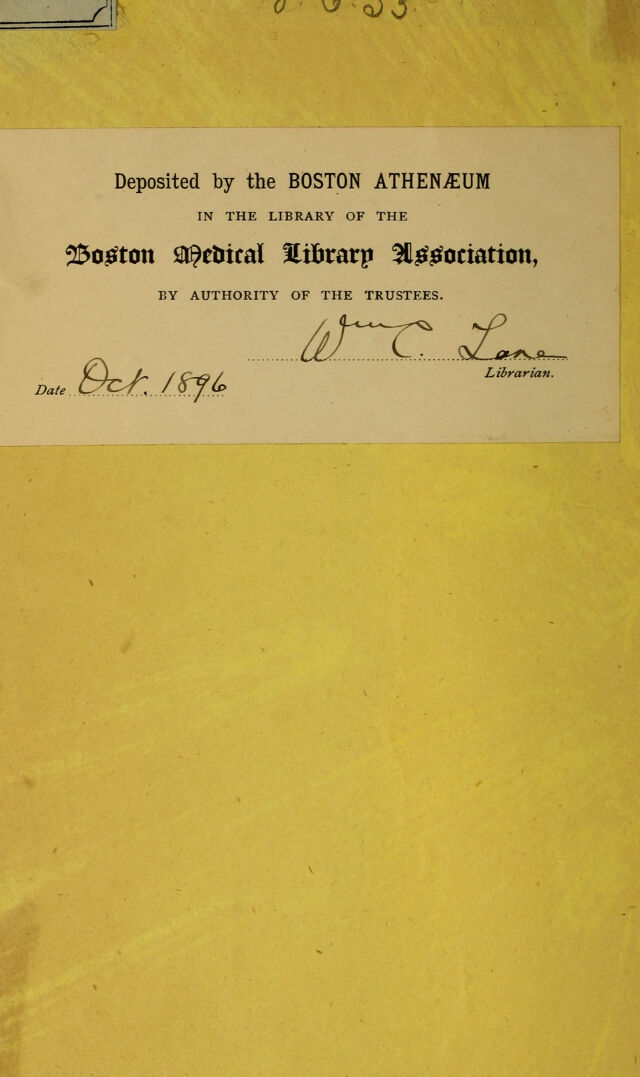 Deposited by the BOSTON ATHENÆUM
IN THE LIBRARY OF THE
Boston Medical Library Association,
BY AUTHORITY OF THE TRUSTEES.
Wm C. Lane
Librarian.
Date Oct. 1896